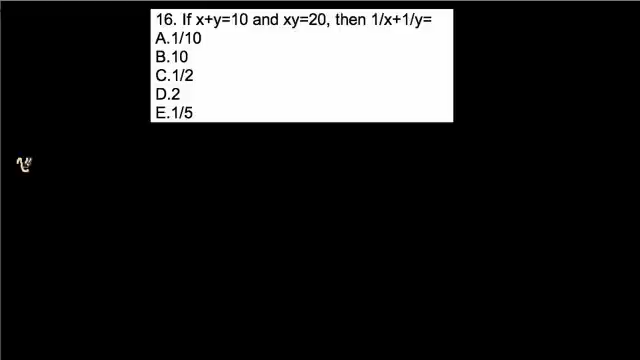 16. If x+y=10 and xy=20, then 1/x+1/y=
A.1/10
B.10
C.1/2
D.2
E.1/5